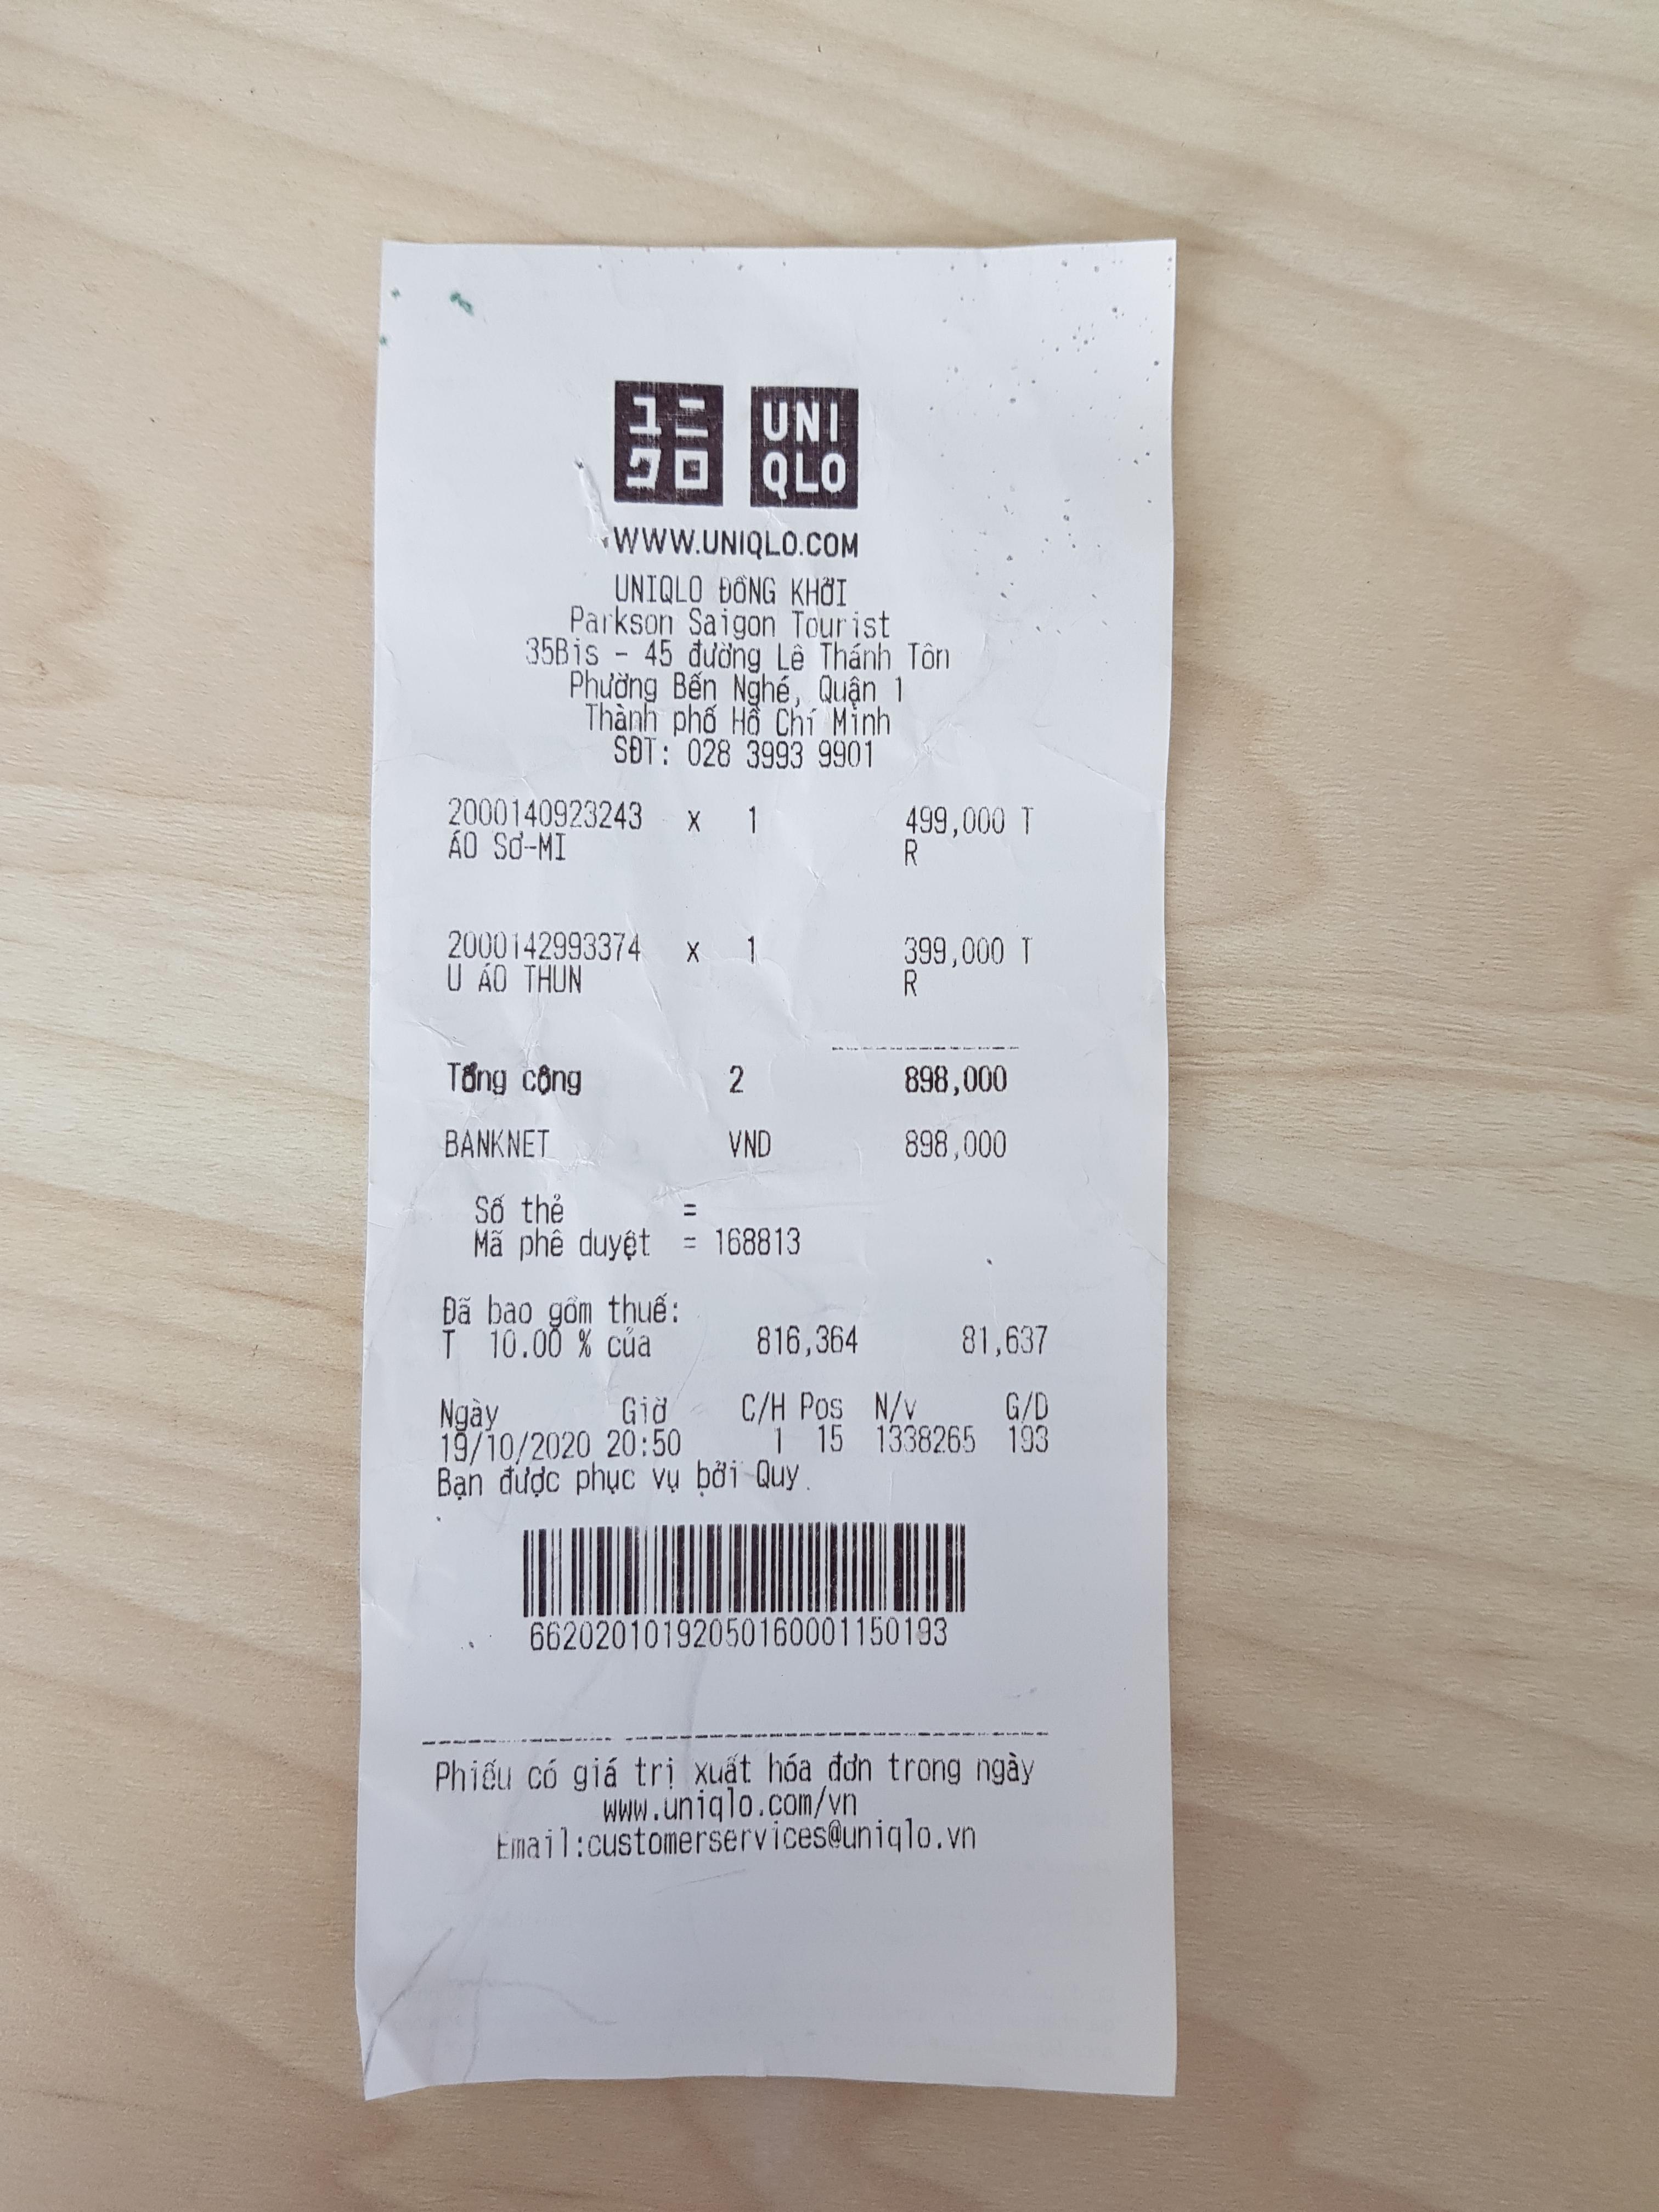 ユニ UNI
クロ QLO
WWW.UNIQLO.COM
UNIQLO ĐỒNG KHỞI
Parkson Saigon Tourist
35Bis - 45 đường Lê Thánh Tôn
Phường Bến Nghé, Quận 1
Thành phố Hồ Chí Minh
SĐT: 028 3993 9901
2000140923243 x 1 499,000 T
ÁO SƠ-MI R
2000142993374 x 1 399,000 T
U ÁO THUN R
Tổng cộng 2 898,000
BANKNET VND 898,000
Số thẻ =
Mã phê duyệt = 168813
Đã bao gồm thuế:
T 10.00 % của 816,364 81,637
Ngày Giờ C/H Pos N/v G/D
19/10/2020 20:50 1 15 1338265 193
Bạn được phục vụ bởi Quy.
66202010192050160001150193
Phiếu có giá trị xuất hóa đơn trong ngày
www.uniqlo.com/vn
Email:customerservices@uniqlo.vn